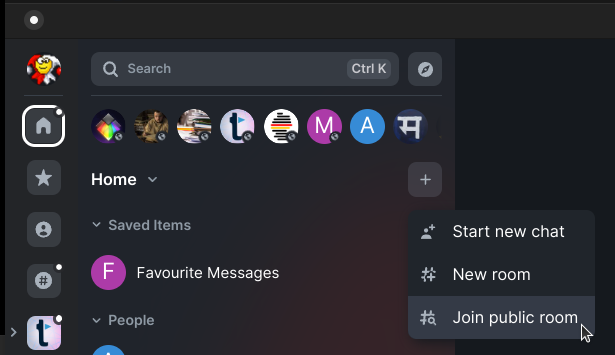 Search
Ctrl K
t
M
A
म
Home
Saved Items
Start new chat
F
Favourite Messages
New room
Join public room
t
People